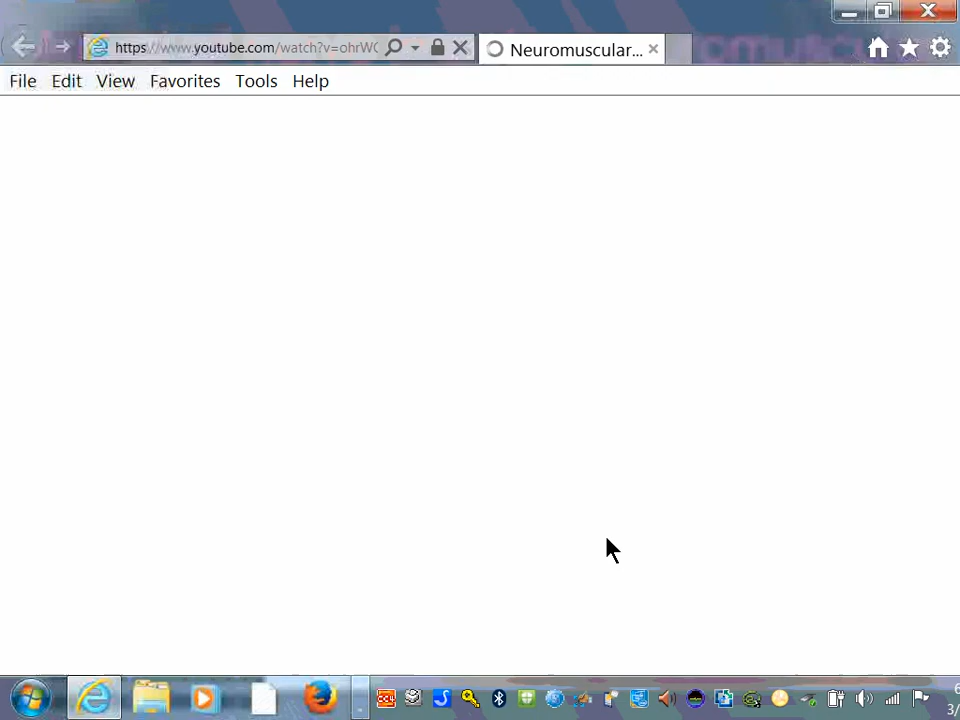 https://www.youtube.com/watch?v=ohrWC
Neuromuscular...
File Edit View Favorites Tools Help